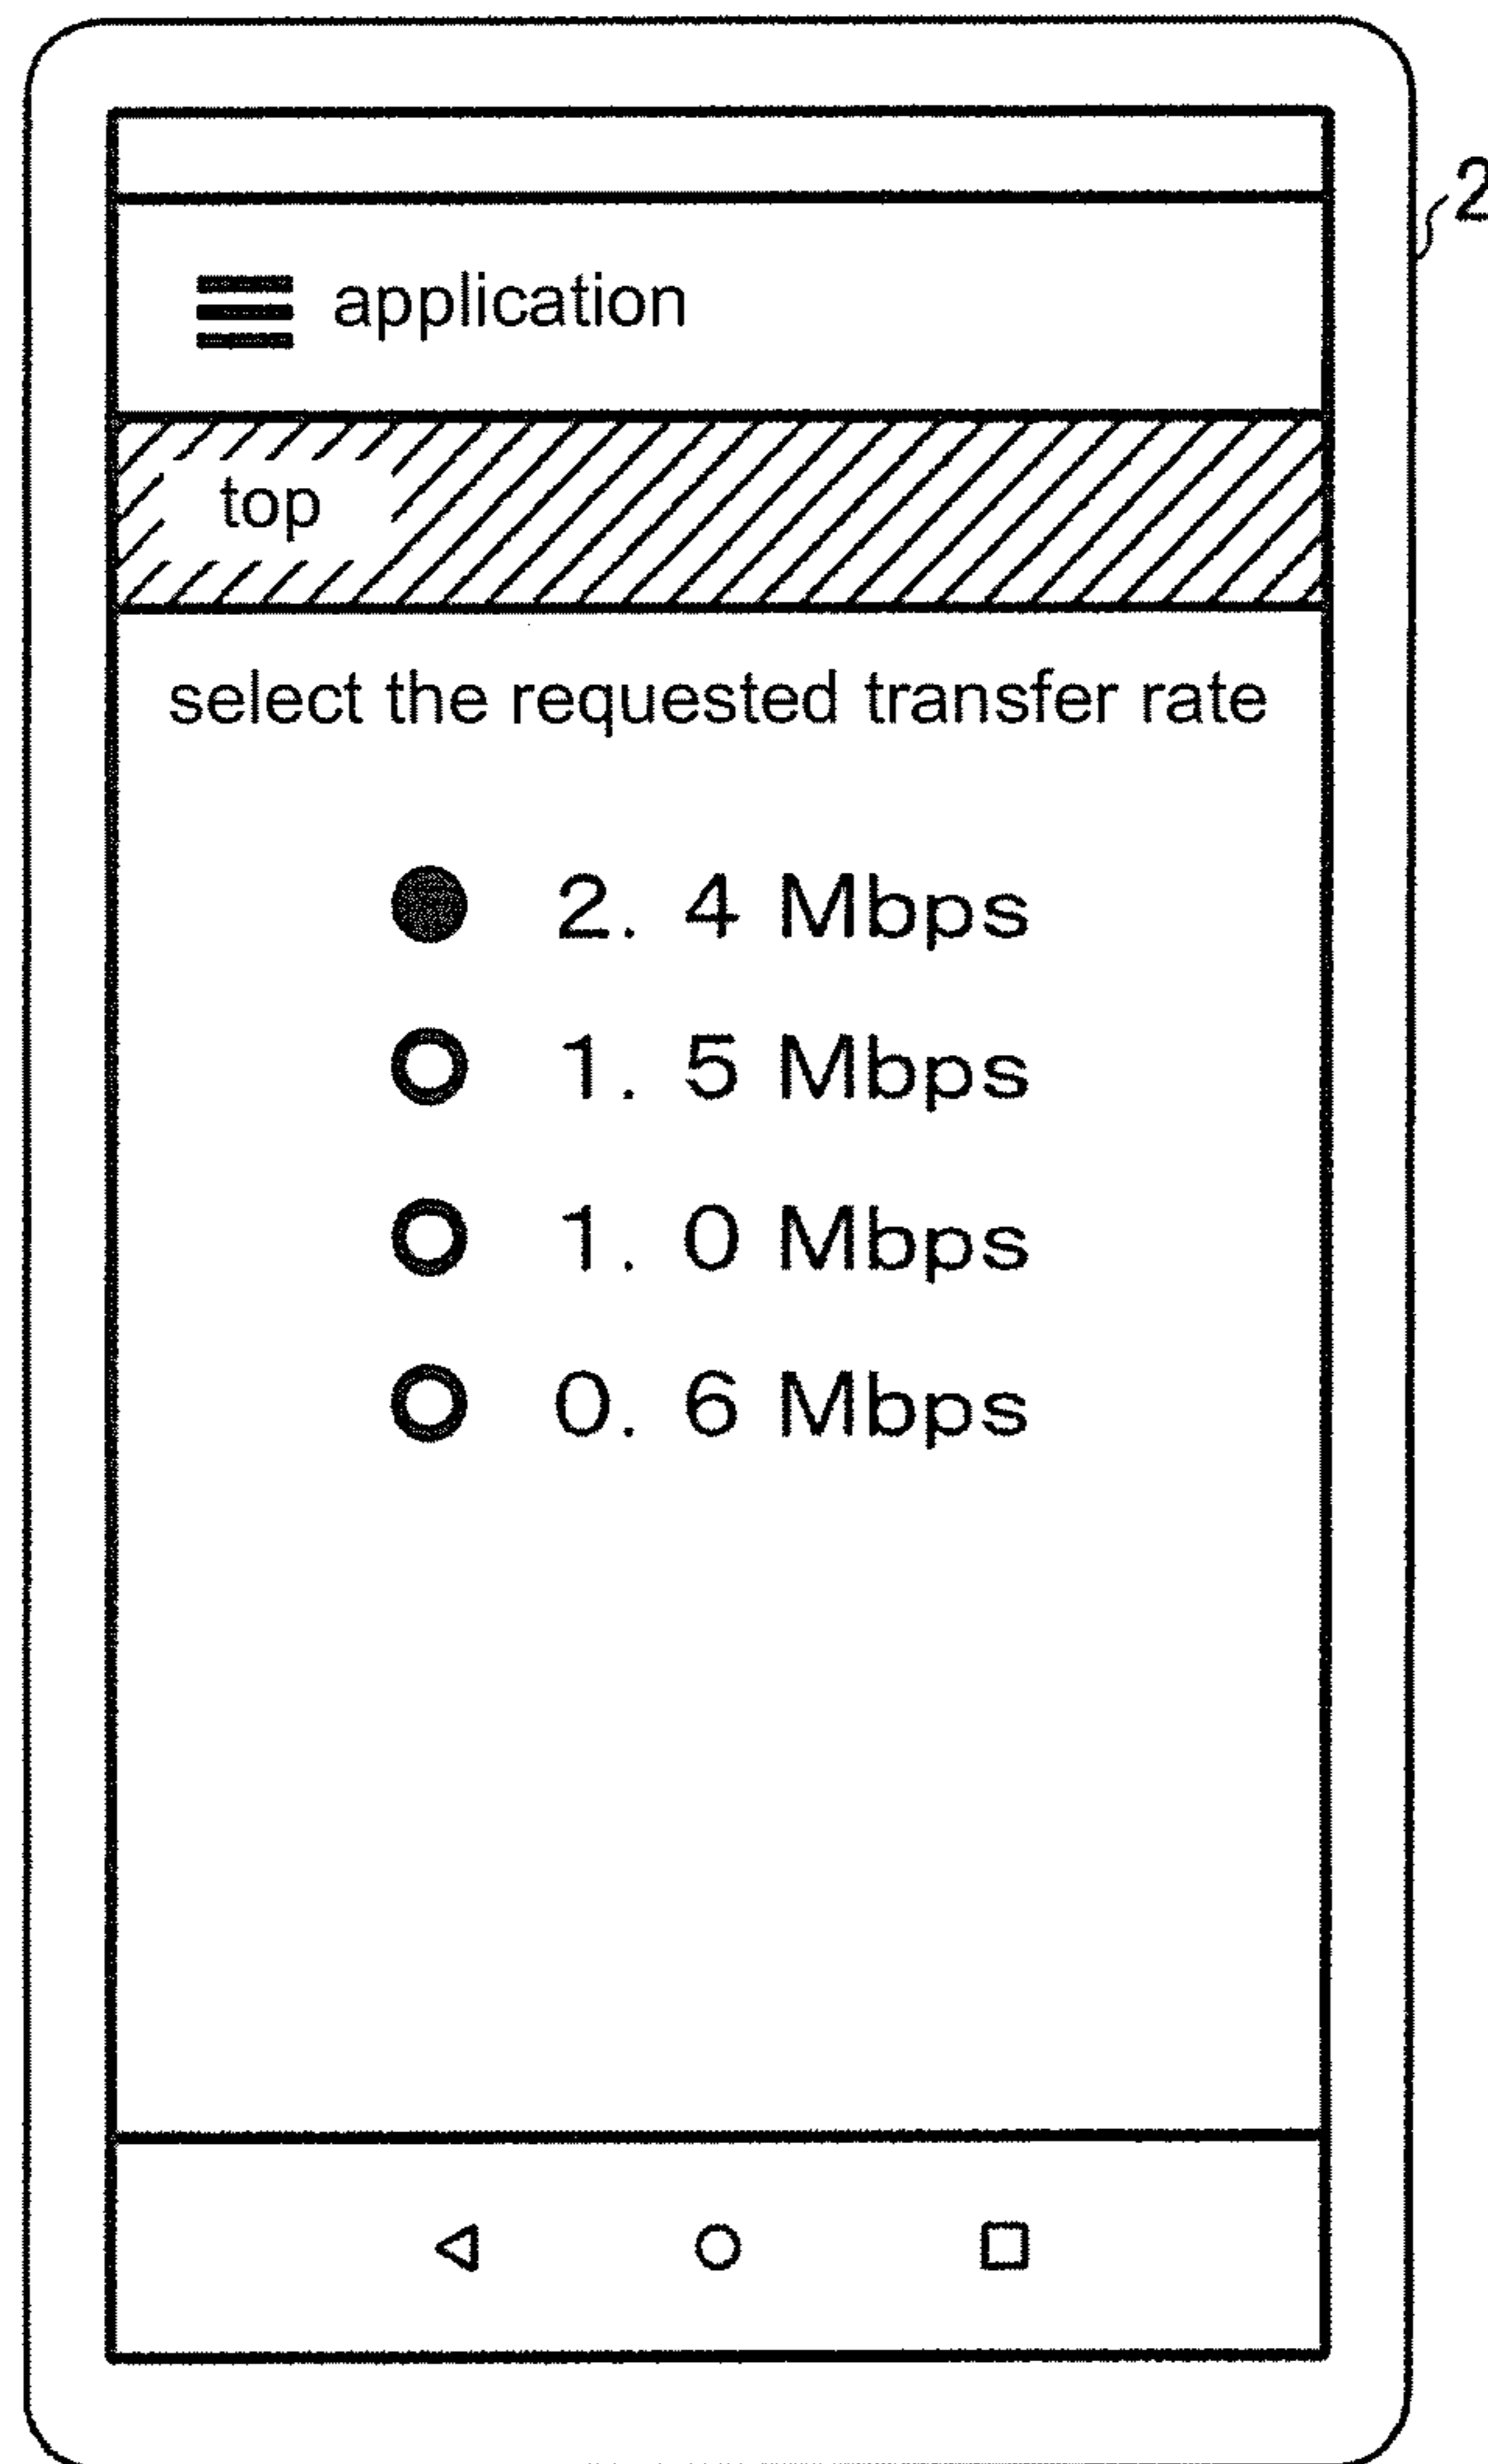 2
application
top
select the requested transfer rate
2. 4 Mbps
1. 5 Mbps
1. 0 Mbps
0. 6 Mbps